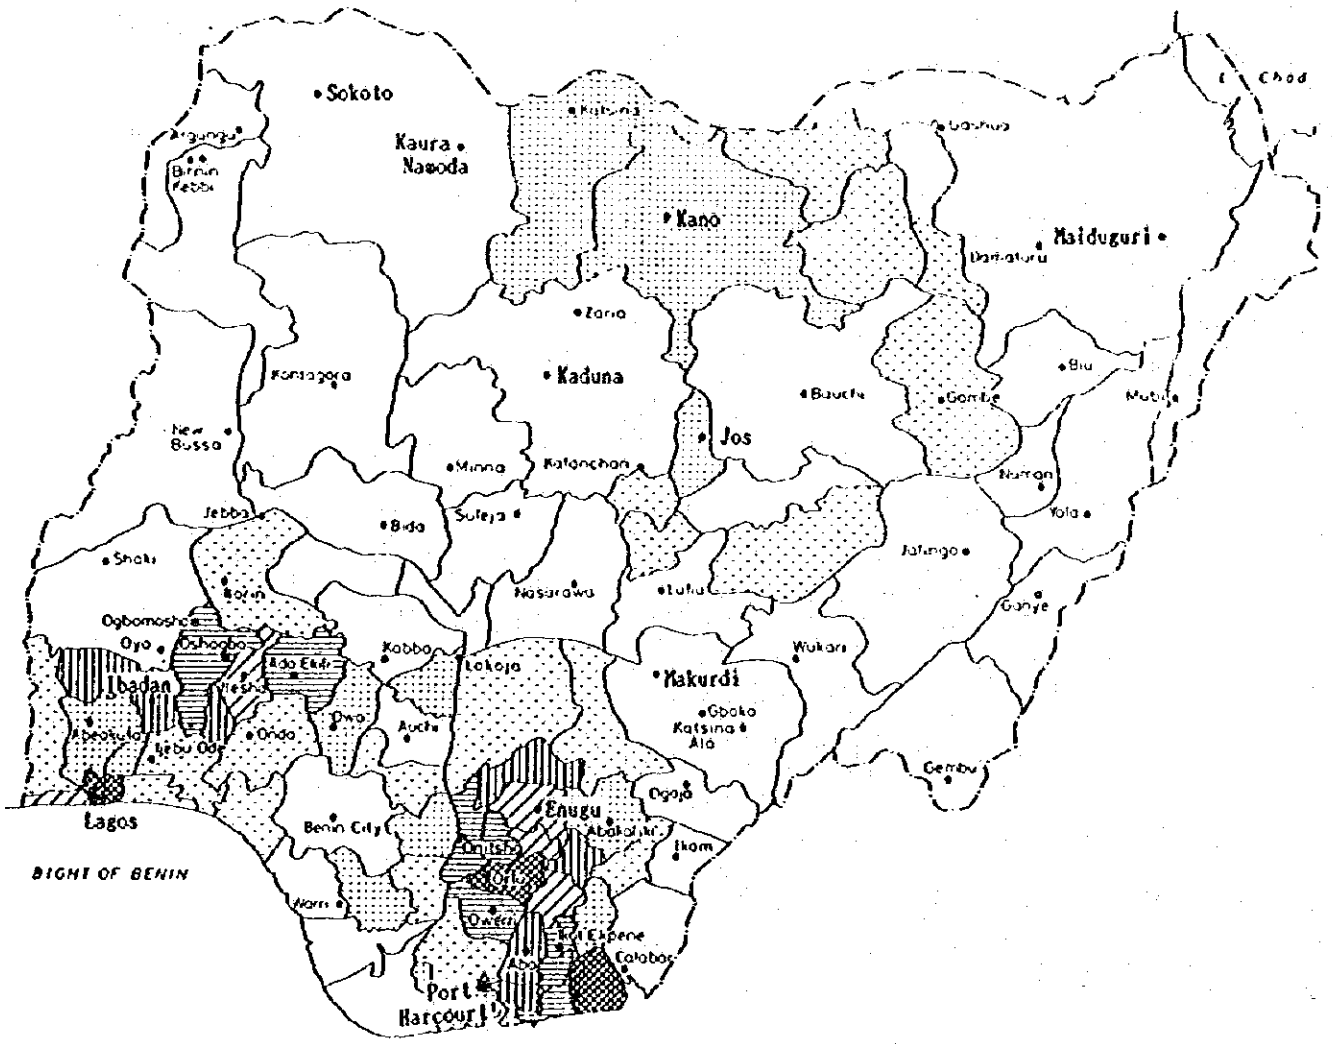 Chad
Sokoto
Katsina
Argungu
Gashua
Kaura
Namoda
Birnin
Kebbi
Kano
Maiduguri
Damaturu
Zaria
Kontagora
Kaduna
Biu
Bauchi
Gombe
Mubi
New
Bussa
Jos
Minna
Kafanchan
Numan
Jebba
Bida
Suleja
Yola
Shaki
Jalingo
Ilorin
Nasarawa
Lafia
Ganye
Ogbomosho
Oyo
Oshogbo
Kabba
Lokoja
Wukari
Ado Ekiti
Ibadan
Ilesha
Makurdi
Owo
Auchi
Gboko
Katsina
Ala
Abeokuta
Ijebu Ode
Ondo
Gembu
Ogoja
Lagos
Benin City
Enugu
Abakaliki
Onitsha
Ikom
BIGHT OF BENIN
Orlu
Warri
Owerri
Ikot Ekpene
Aba
Calabar
Port
Harcourt